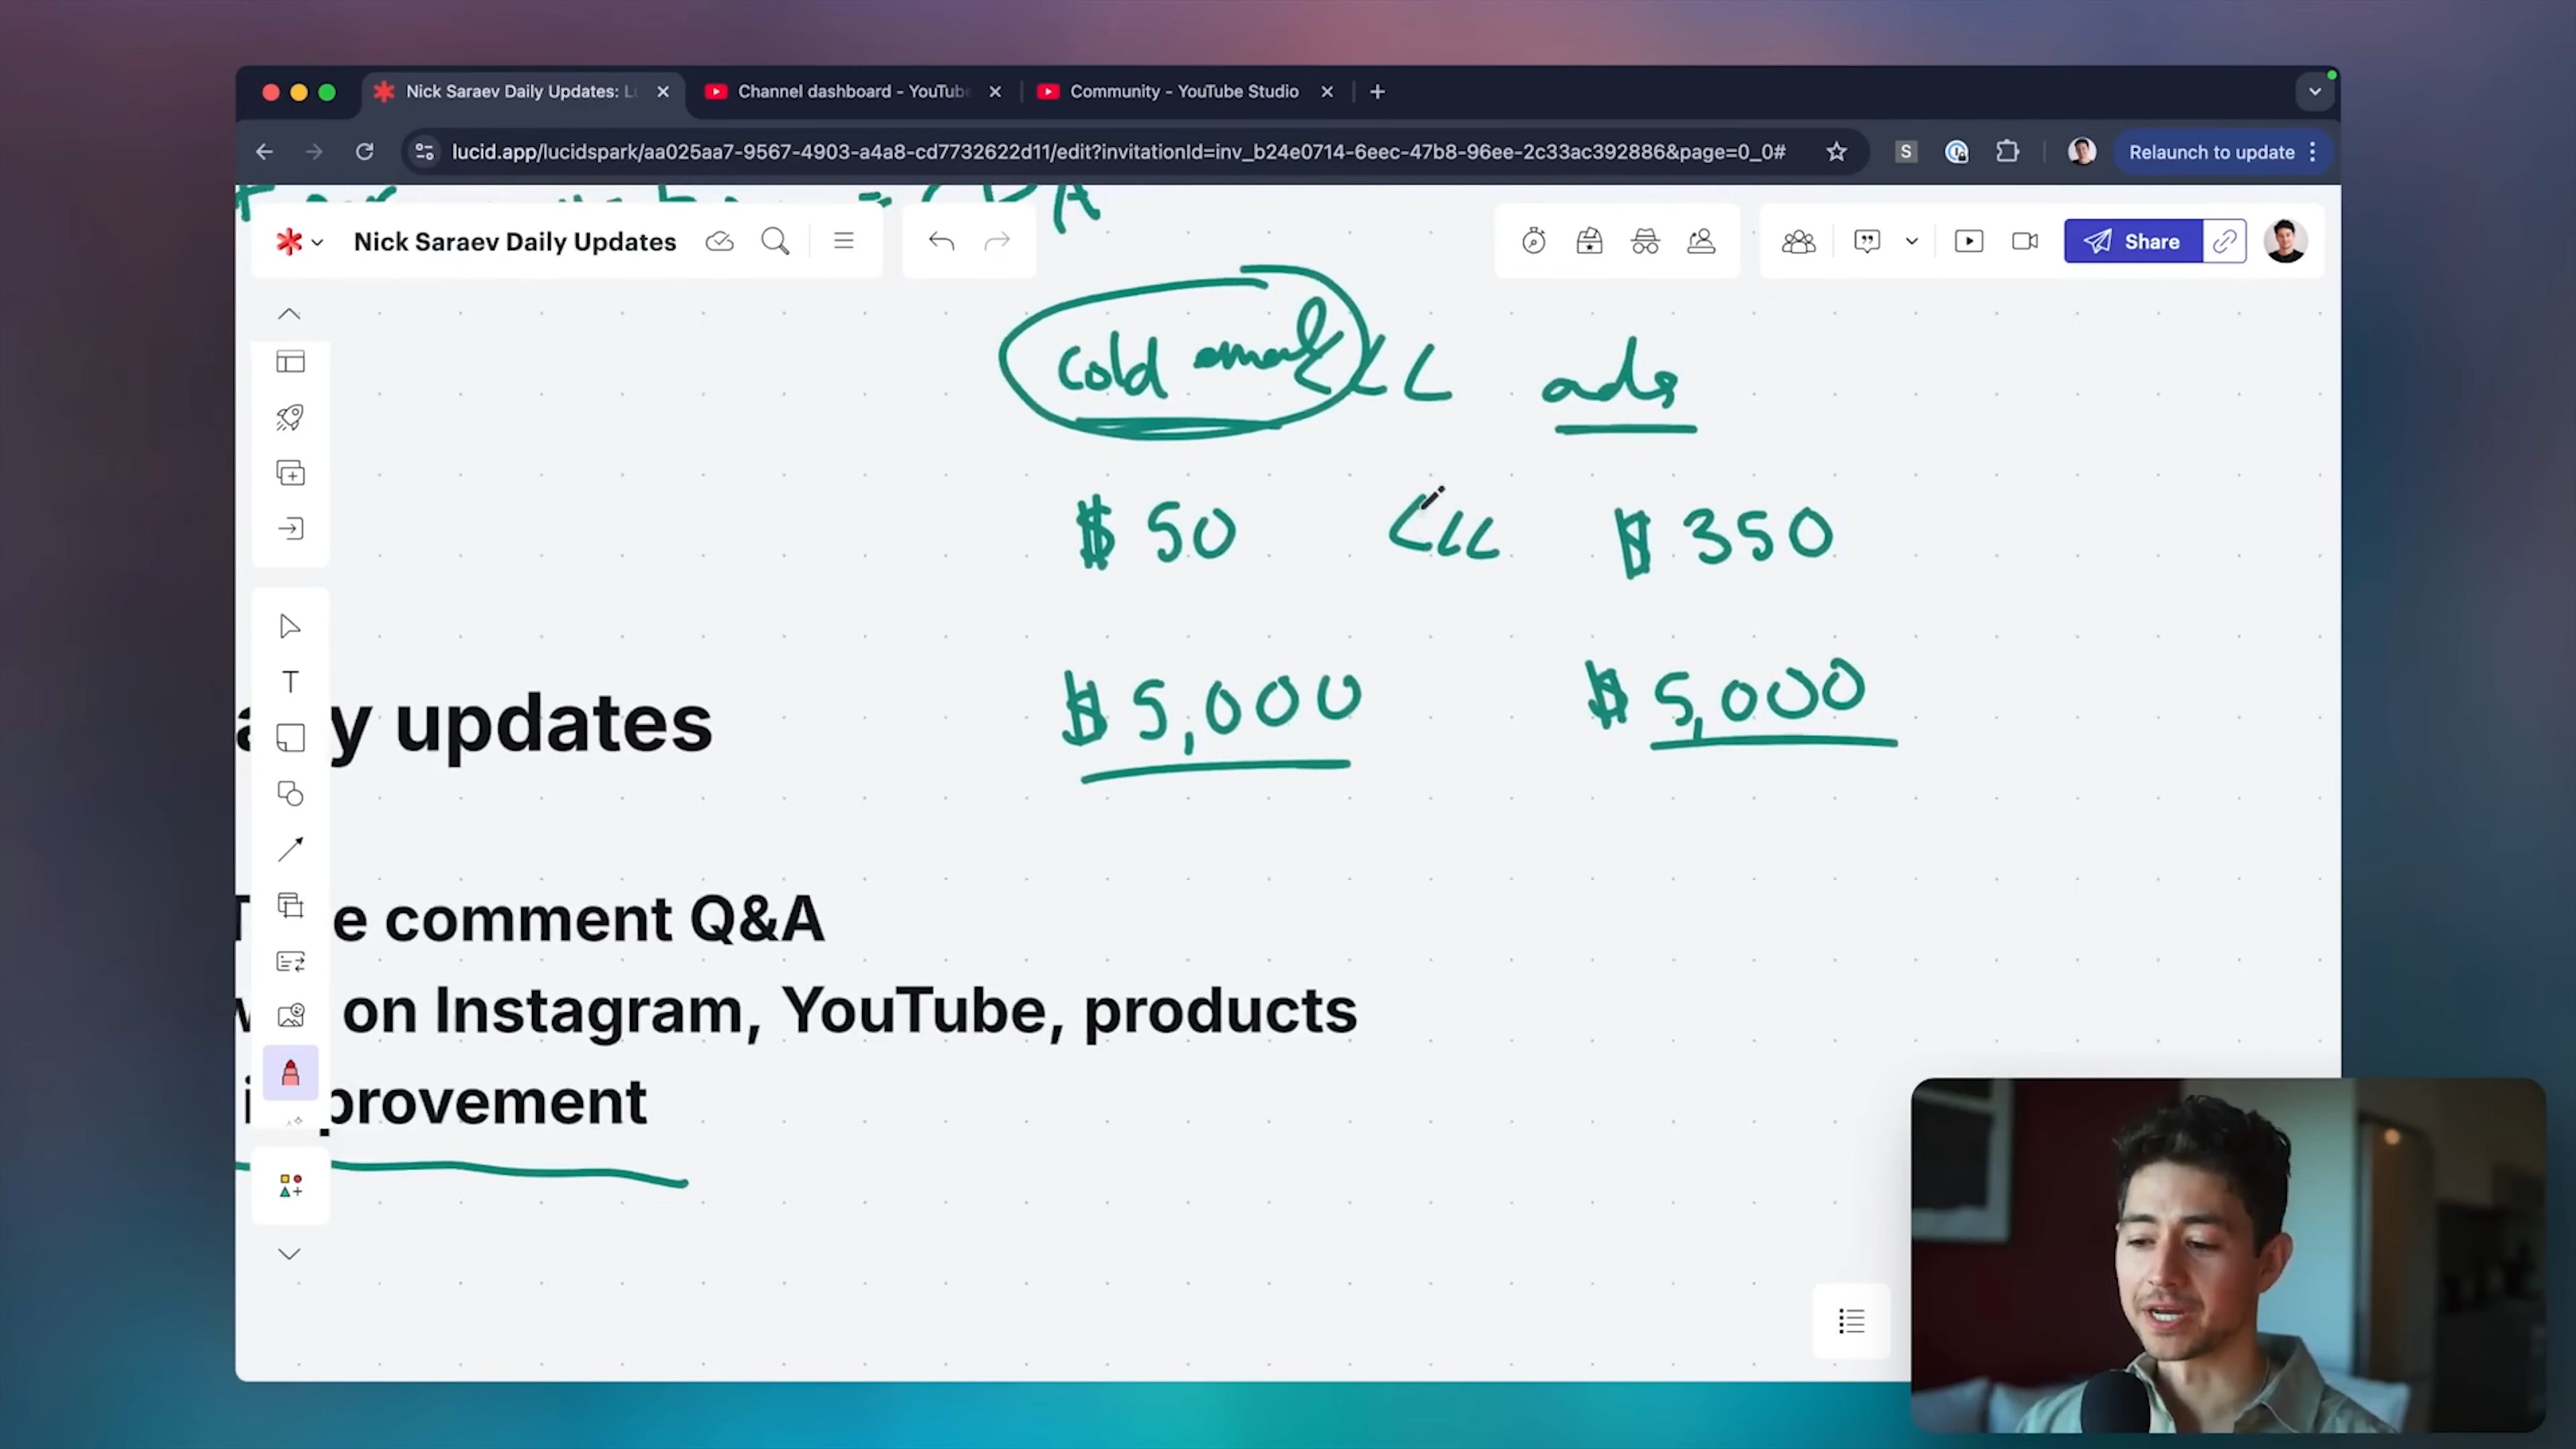 Nick Saraev Daily Updates: L
Channel dashboard - YouTube
Community - YouTube Studio
lucid.app/lucidspark/aa025aa7-9567-4903-a4a8-cd7732622d11/edit?invitationId=inv_b24e0714-6eec-47b8-96ee-2c33ac392886&page=0_0#
S
Relaunch to update
Nick Saraev Daily Updates
Share
cold email <<< ads
$ 50 <<< $ 350
$ 5,000 $ 5,000
y updates
e comment Q&A
on Instagram, YouTube, products
provement